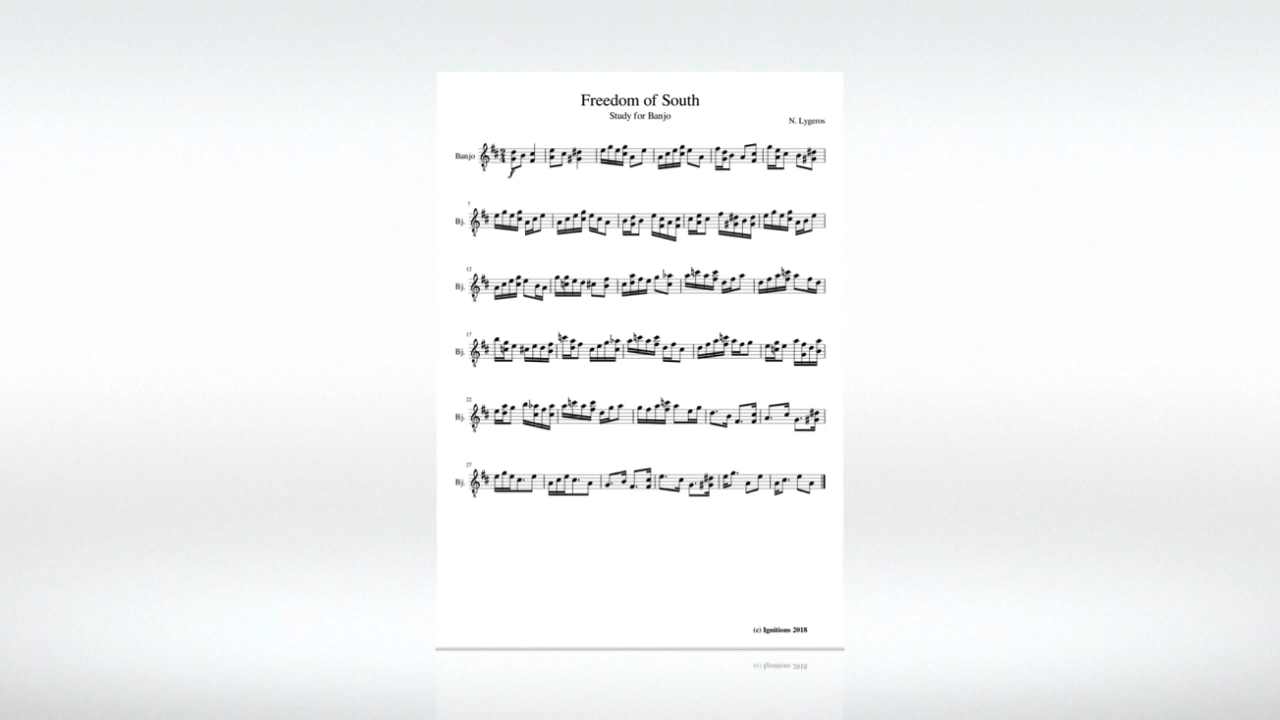 Freedom of South
Study for Banjo
N. Lygeros
Banjo
f
7
Bj.
12
Bj.
17
Bj.
22
Bj.
27
Bj.
(c) Ignitions 2018